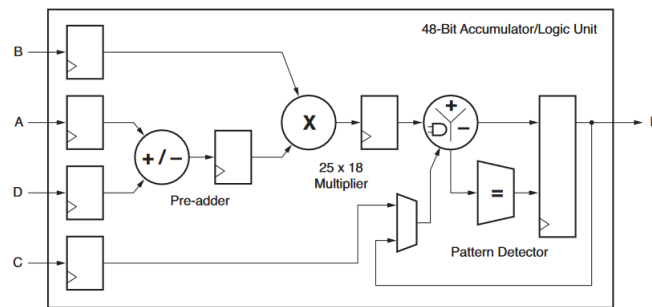 48-Bit Accumulator/Logic Unit
B
A
D
C
+ / −
Pre-adder
X
25 x 18
Multiplier
+
−
=
Pattern Detector